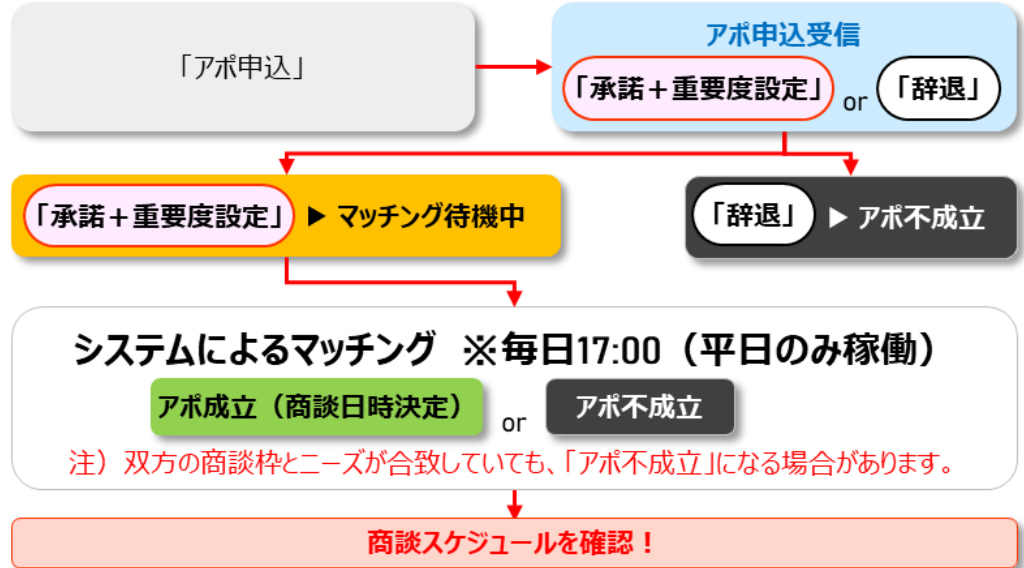 「アポ申込」
アポ申込受信
「承諾＋重要度設定」 or 「辞退」
「承諾＋重要度設定」 ▶ マッチング待機中
「辞退」 ▶ アポ不成立
システムによるマッチング ※毎日17:00（平日のみ稼働）
アポ成立（商談日時決定） or アポ不成立
注）双方の商談枠とニーズが合致していても、「アポ不成立」になる場合があります。
商談スケジュールを確認！